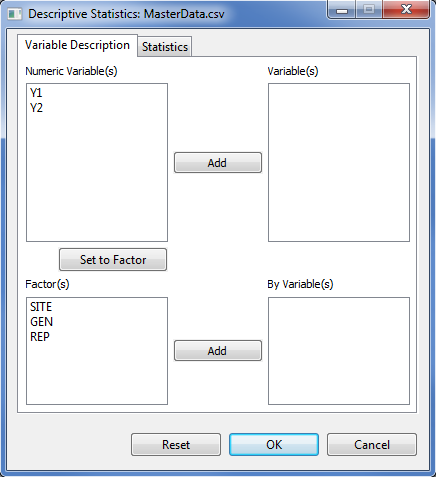 Descriptive Statistics: MasterData.csv
Variable Description
Statistics
Numeric Variable(s)
Variable(s)
Y1
Y2
Add
Set to Factor
Factor(s)
By Variable(s)
SITE
GEN
REP
Add
Reset
OK
Cancel